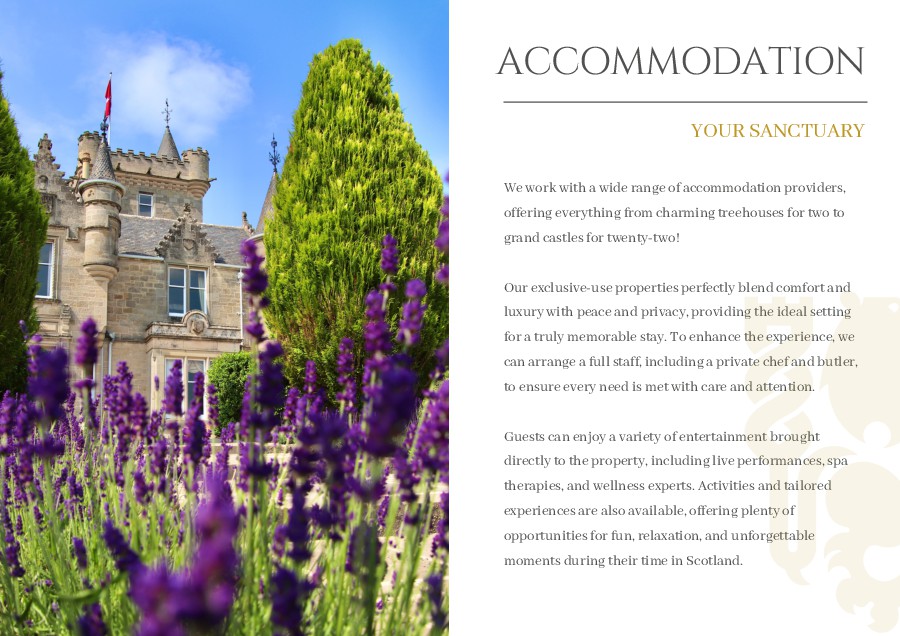 ACCOMMODATION
YOUR SANCTUARY
We work with a wide range of accommodation providers,
offering everything from charming treehouses for two to
grand castles for twenty-two!
Our exclusive-use properties perfectly blend comfort and
luxury with peace and privacy, providing the ideal setting
for a truly memorable stay. To enhance the experience, we
can arrange a full staff, including a private chef and butler,
to ensure every need is met with care and attention.
Guests can enjoy a variety of entertainment brought
directly to the property, including live performances, spa
therapies, and wellness experts. Activities and tailored
experiences are also available, offering plenty of
opportunities for fun, relaxation, and unforgettable
moments during their time in Scotland.